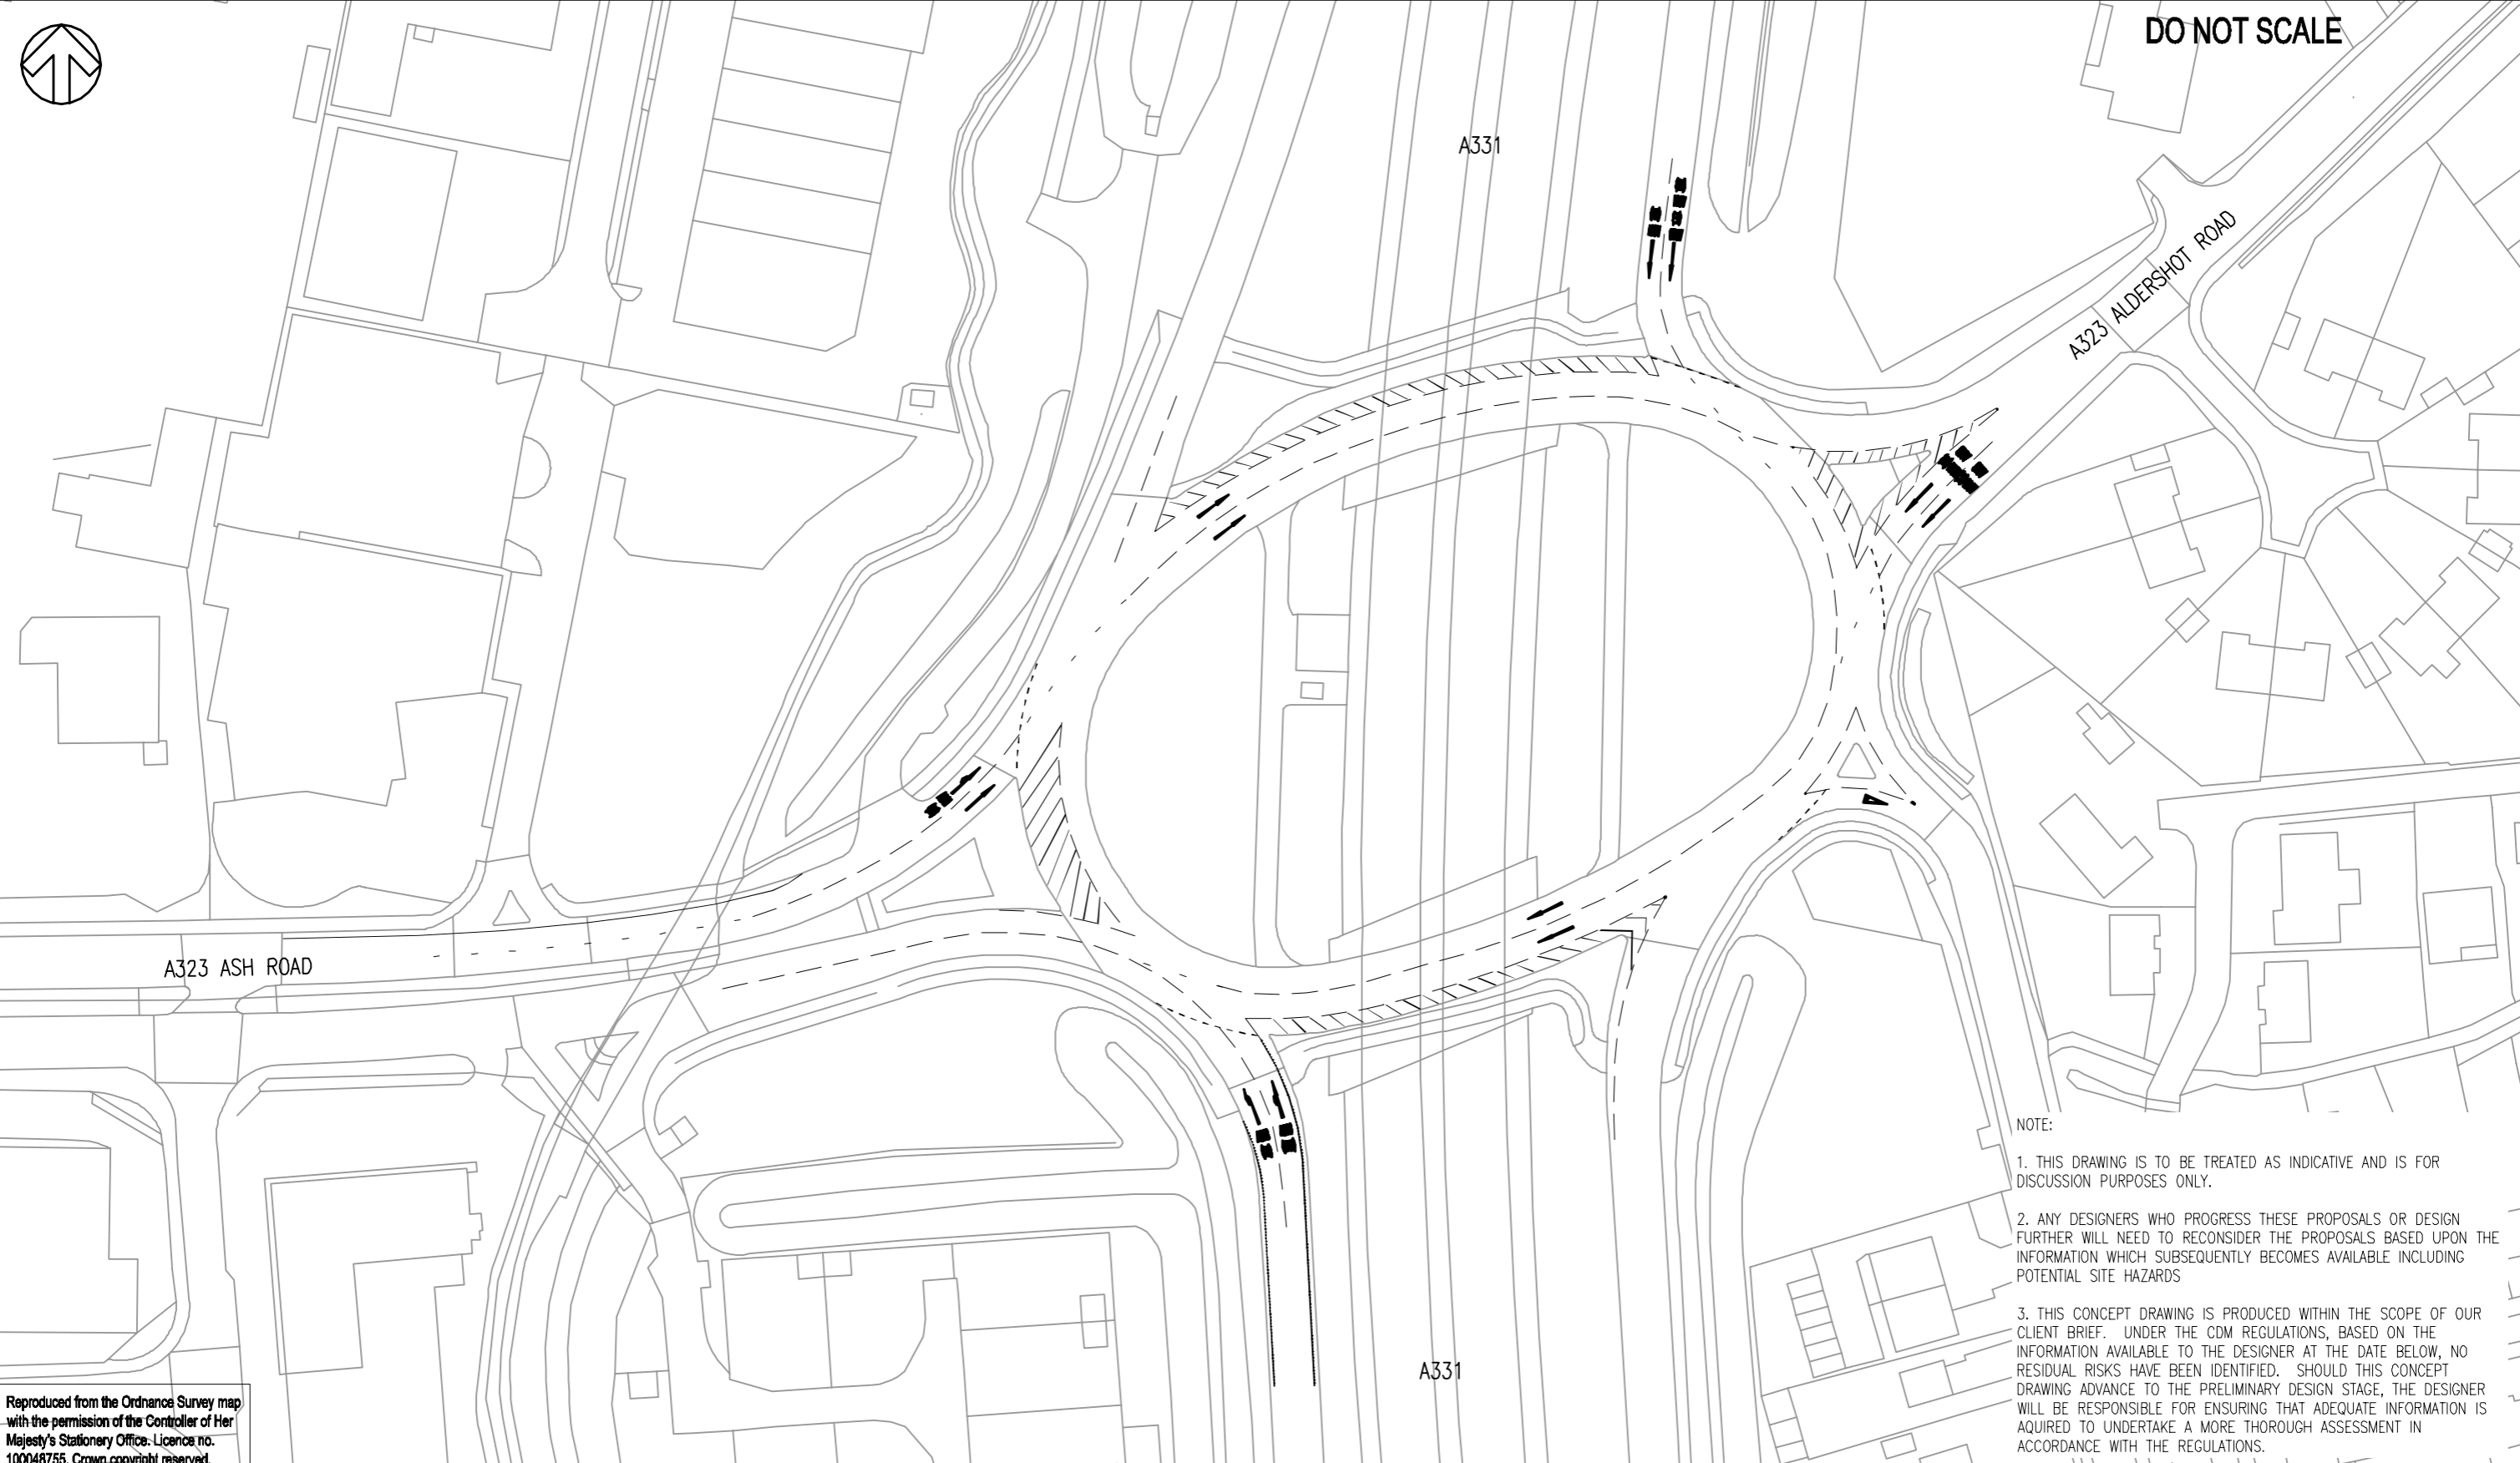 DO NOT SCALE
A331
A323 ALDERSHOT ROAD
A323 ASH ROAD
A331
NOTE:
1. THIS DRAWING IS TO BE TREATED AS INDICATIVE AND IS FOR
DISCUSSION PURPOSES ONLY.
2. ANY DESIGNERS WHO PROGRESS THESE PROPOSALS OR DESIGN
FURTHER WILL NEED TO RECONSIDER THE PROPOSALS BASED UPON THE
INFORMATION WHICH SUBSEQUENTLY BECOMES AVAILABLE INCLUDING
POTENTIAL SITE HAZARDS
3. THIS CONCEPT DRAWING IS PRODUCED WITHIN THE SCOPE OF OUR
CLIENT BRIEF. UNDER THE CDM REGULATIONS, BASED ON THE
INFORMATION AVAILABLE TO THE DESIGNER AT THE DATE BELOW, NO
RESIDUAL RISKS HAVE BEEN IDENTIFIED. SHOULD THIS CONCEPT
DRAWING ADVANCE TO THE PRELIMINARY DESIGN STAGE, THE DESIGNER
WILL BE RESPONSIBLE FOR ENSURING THAT ADEQUATE INFORMATION IS
AQUIRED TO UNDERTAKE A MORE THOROUGH ASSESSMENT IN
ACCORDANCE WITH THE REGULATIONS.
Reproduced from the Ordnance Survey map
with the permission of the Controller of Her
Majesty's Stationery Office. Licence no.
100048755. Crown copyright reserved.